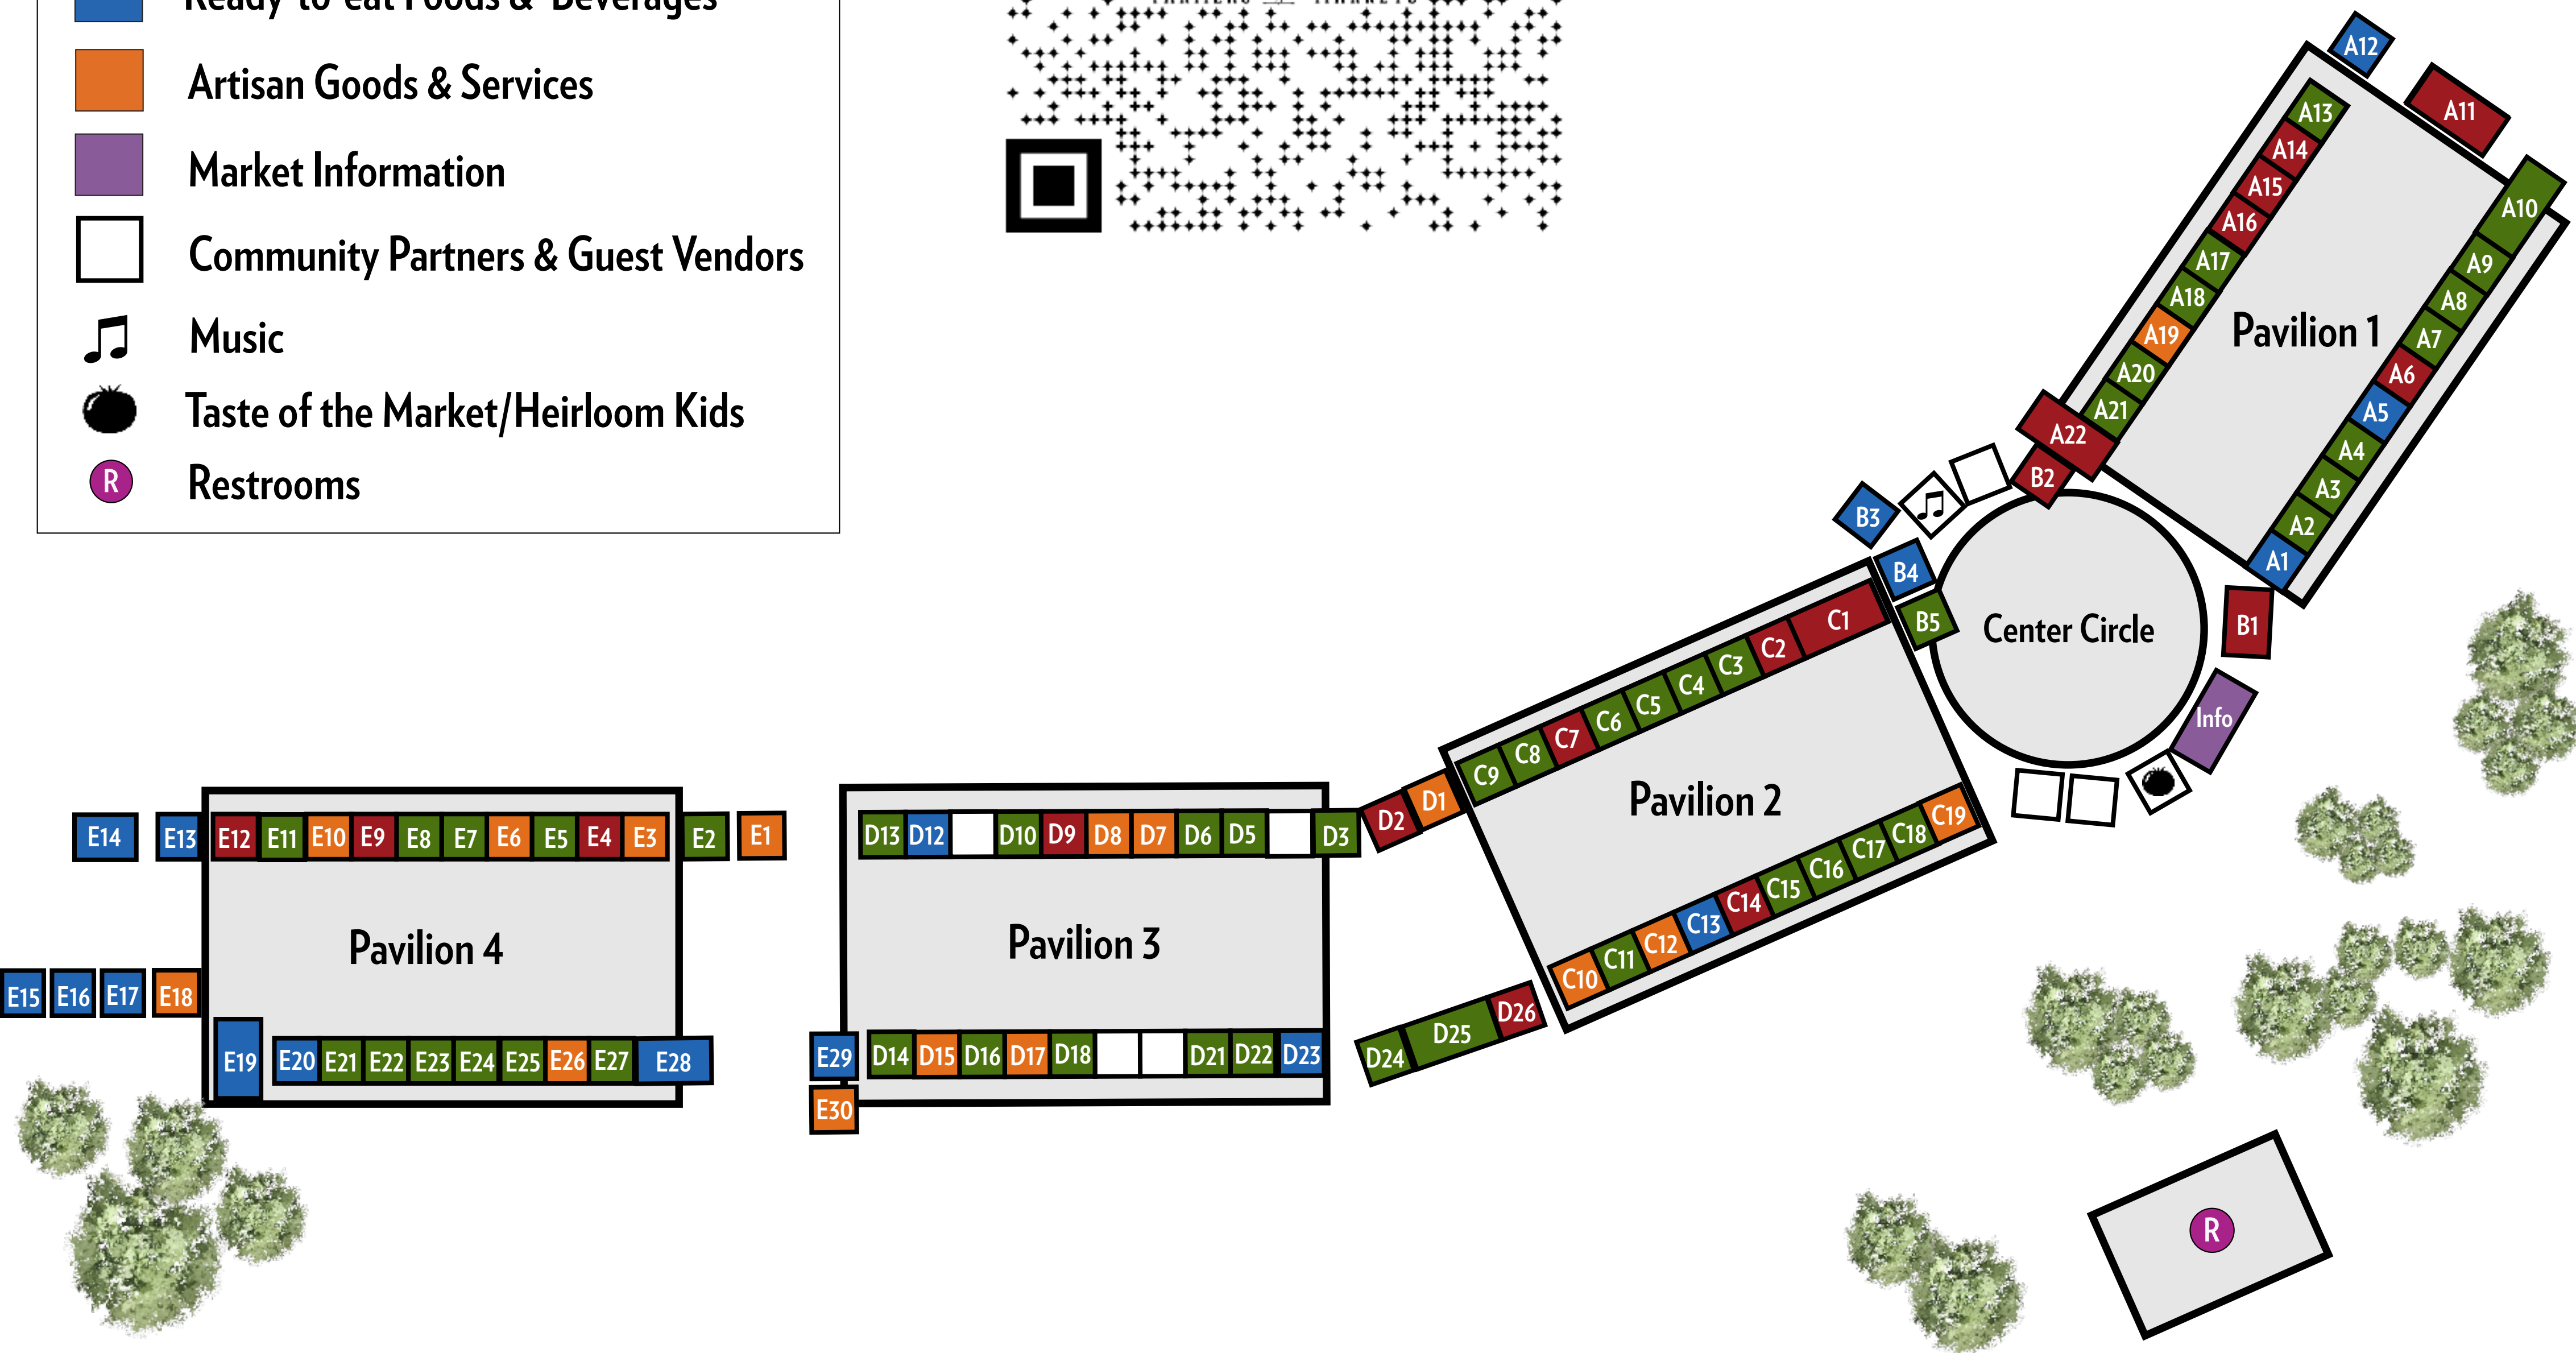 Ready-to-eat Foods & Beverages
Artisan Goods & Services
Market Information
Community Partners & Guest Vendors
Music
Taste of the Market/Heirloom Kids
R Restrooms
A12
A11
A13
A14
A15
A16
A17
A18
A19
A20
A21
A22
Pavilion 1
A10
A9
A8
A7
A6
A5
A4
A3
A2
A1
B2
B3
B4
B5
Center Circle
B1
Info
C1
C2
C3
C4
C5
C6
C7
C8
C9
Pavilion 2
C10
C11
C12
C13
C14
C15
C16
C17
C18
C19
D1
D2
D13 D12 D10 D9 D8 D7 D6 D5 D3
Pavilion 3
D14 D15 D16 D17 D18 D21 D22 D23
D24 D25 D26
E14 E13 E12 E11 E10 E9 E8 E7 E6 E5 E4 E3 E2 E1
Pavilion 4
E15 E16 E17 E18
E19 E20 E21 E22 E23 E24 E25 E26 E27 E28
E29
E30
R